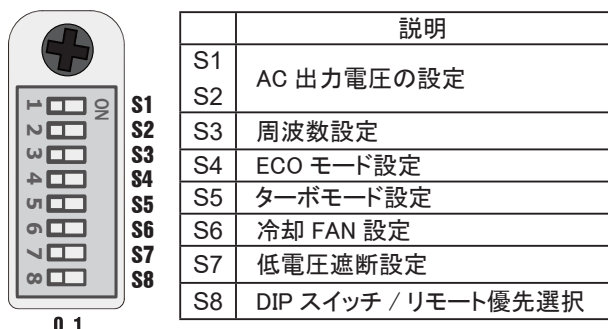 説明
S1
S2
AC 出力電圧の設定
S3 周波数設定
S4 ECO モード設定
S5 ターボモード設定
S6 冷却 FAN 設定
S7 低電圧遮断設定
S8 DIP スイッチ / リモート優先選択
ON
1 S1
2 S2
3 S3
4 S4
5 S5
6 S6
7 S7
8 S8
0 1